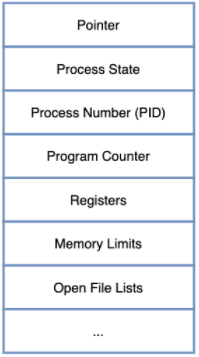 Pointer
Process State
Process Number (PID)
Program Counter
Registers
Memory Limits
Open File Lists
...